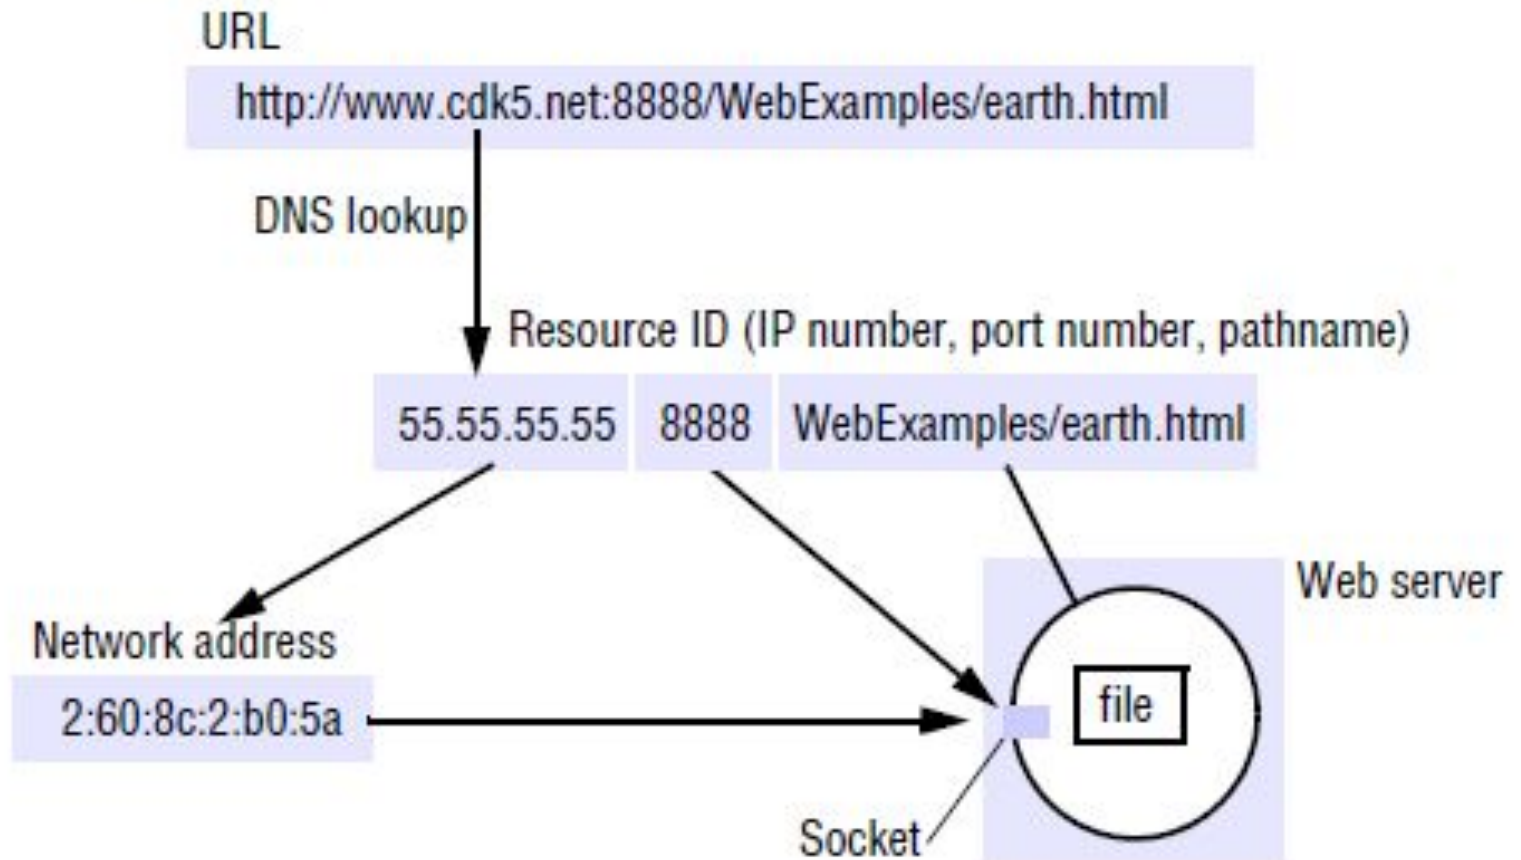 URL
http://www.cdk5.net:8888/WebExamples/earth.html
DNS lookup
Resource ID (IP number, port number, pathname)
55.55.55.55 8888 WebExamples/earth.html
Web server
Network address
2:60:8c:2:b0:5a
file
Socket